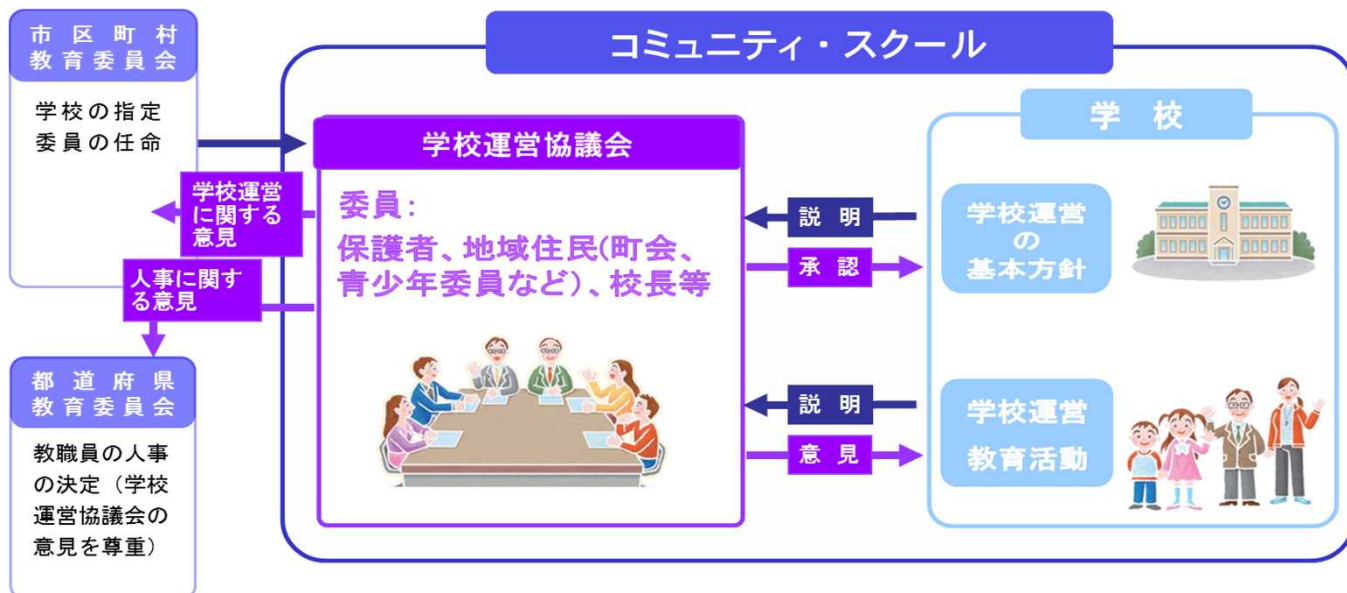 コミュニティ・スクール
市区町村
教育委員会
学校の指定
委員の任命
学校運営
に関する
意見
人事に関す
る意見
都道府県
教育委員会
教職員の人事
の決定（学校
運営協議会の
意見を尊重）
学校運営協議会
委員：
保護者、地域住民(町会、
青少年委員など)、校長等
説明
承認
説明
意見
学校
学校運営
の
基本方針
学校運営
教育活動